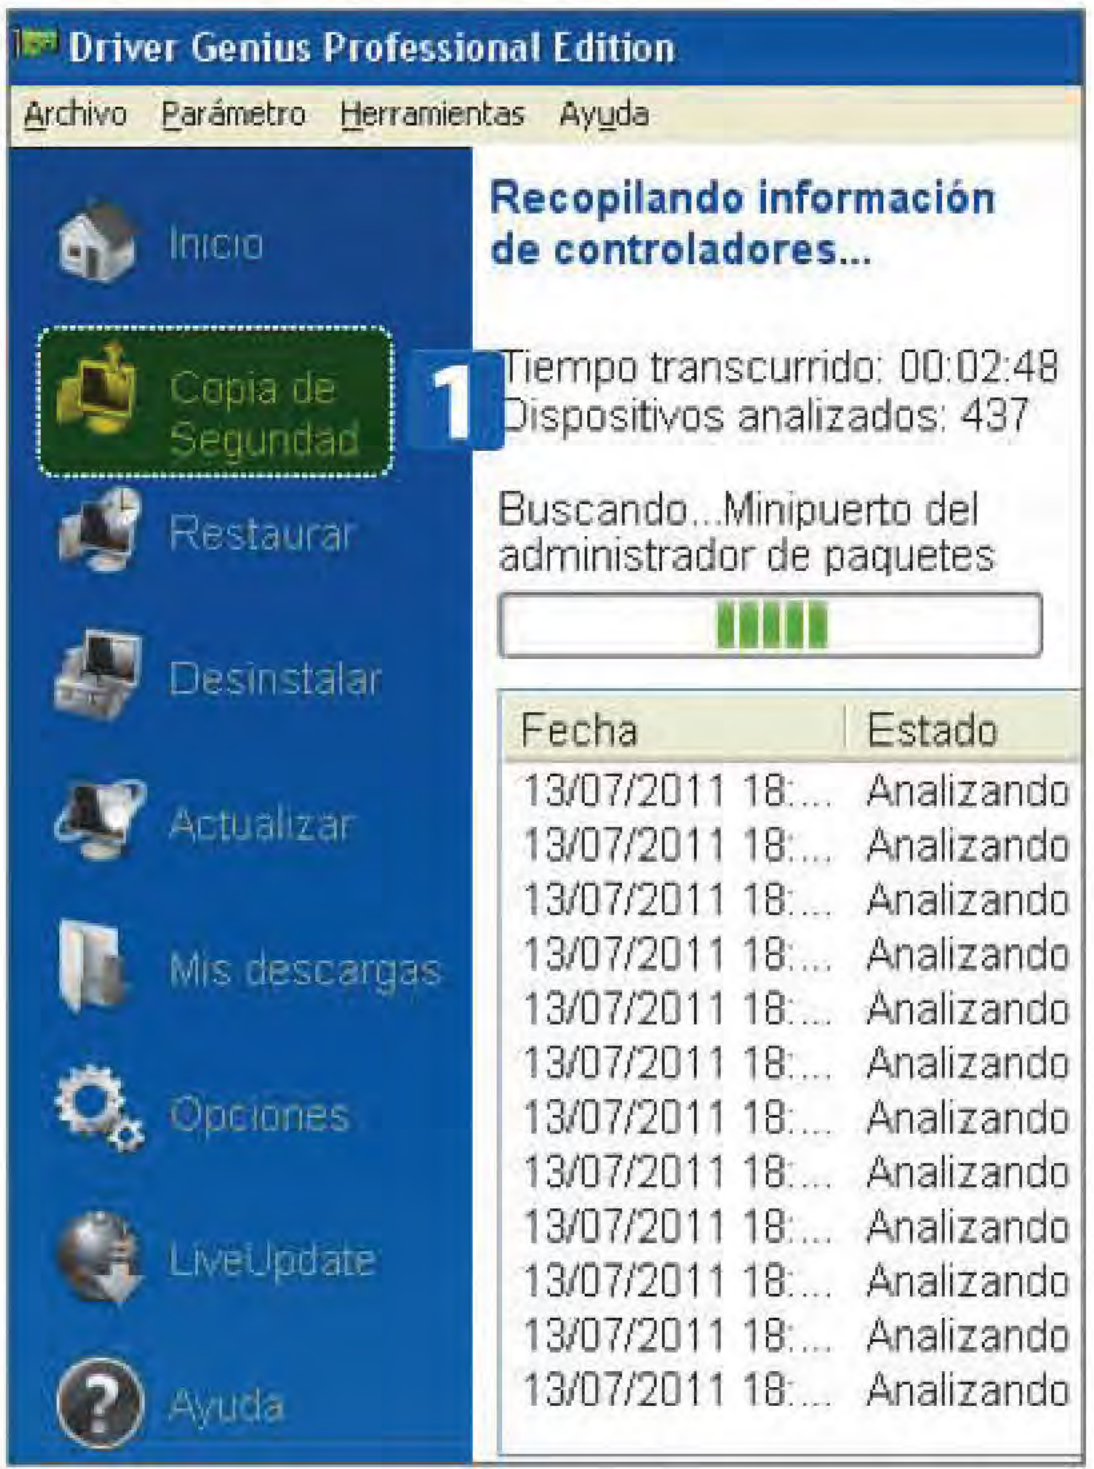 Driver Genius Professional Edition
Archivo Parámetro Herramientas Ayuda
Inicio
Copia de
Seguridad
Restaurar
Desinstalar
Actualizar
Mis descargas
Opciones
LiveUpdate
Ayuda
1
Recopilando información
de controladores...
Tiempo transcurrido: 00:02:48
Dispositivos analizados: 437
Buscando...Minipuerto del
administrador de paquetes
Fecha Estado
13/07/2011 18:... Analizando
13/07/2011 18:... Analizando
13/07/2011 18:... Analizando
13/07/2011 18:... Analizando
13/07/2011 18:... Analizando
13/07/2011 18:... Analizando
13/07/2011 18:... Analizando
13/07/2011 18:... Analizando
13/07/2011 18:... Analizando
13/07/2011 18:... Analizando
13/07/2011 18:... Analizando
13/07/2011 18:... Analizando